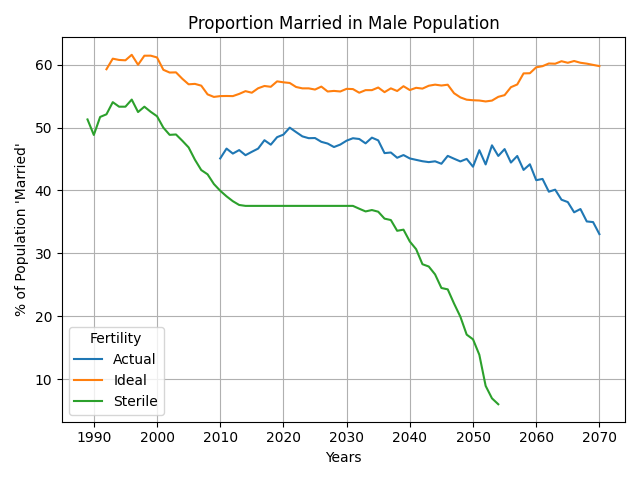 Proportion Married in Male Population
% of Population 'Married'
60
50
40
30
20
10
Fertility
Actual
Ideal
Sterile
1990 2000 2010 2020 2030 2040 2050 2060 2070
Years